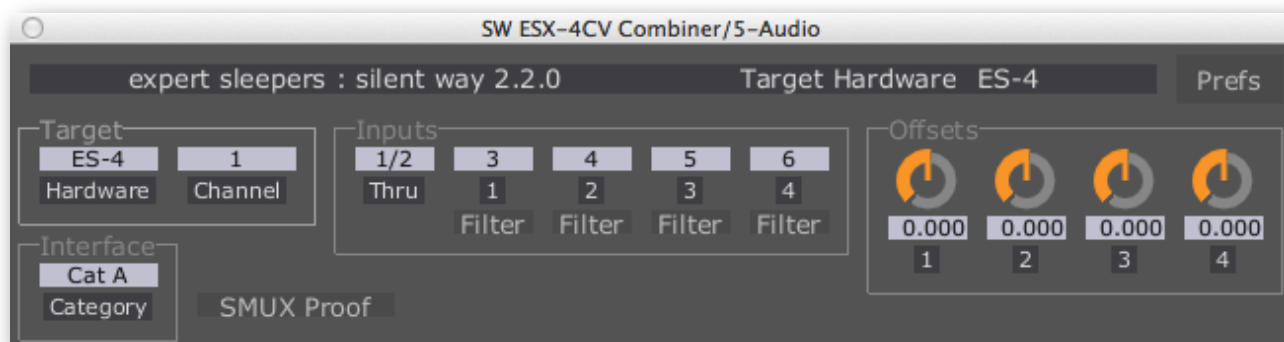 SW ESX-4CV Combiner/5-Audio
expert sleepers : silent way 2.2.0 Target Hardware ES-4 Prefs
Target Inputs Offsets
ES-4 1 1/2 3 4 5 6
Hardware Channel Thru 1 2 3 4
Filter Filter Filter Filter
0.000 0.000 0.000 0.000
1 2 3 4
Interface
Cat A
Category SMUX Proof